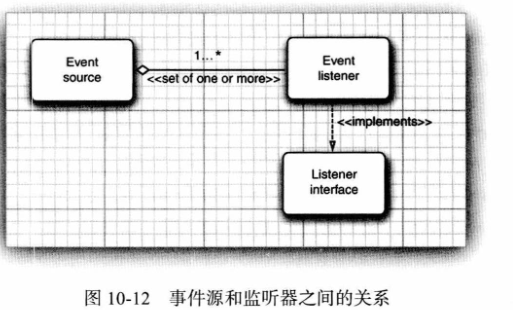 Event
source
1...*
<<set of one or more>>
Event
listener
<<implements>>
Listener
interface
图 10-12 事件源和监听器之间的关系